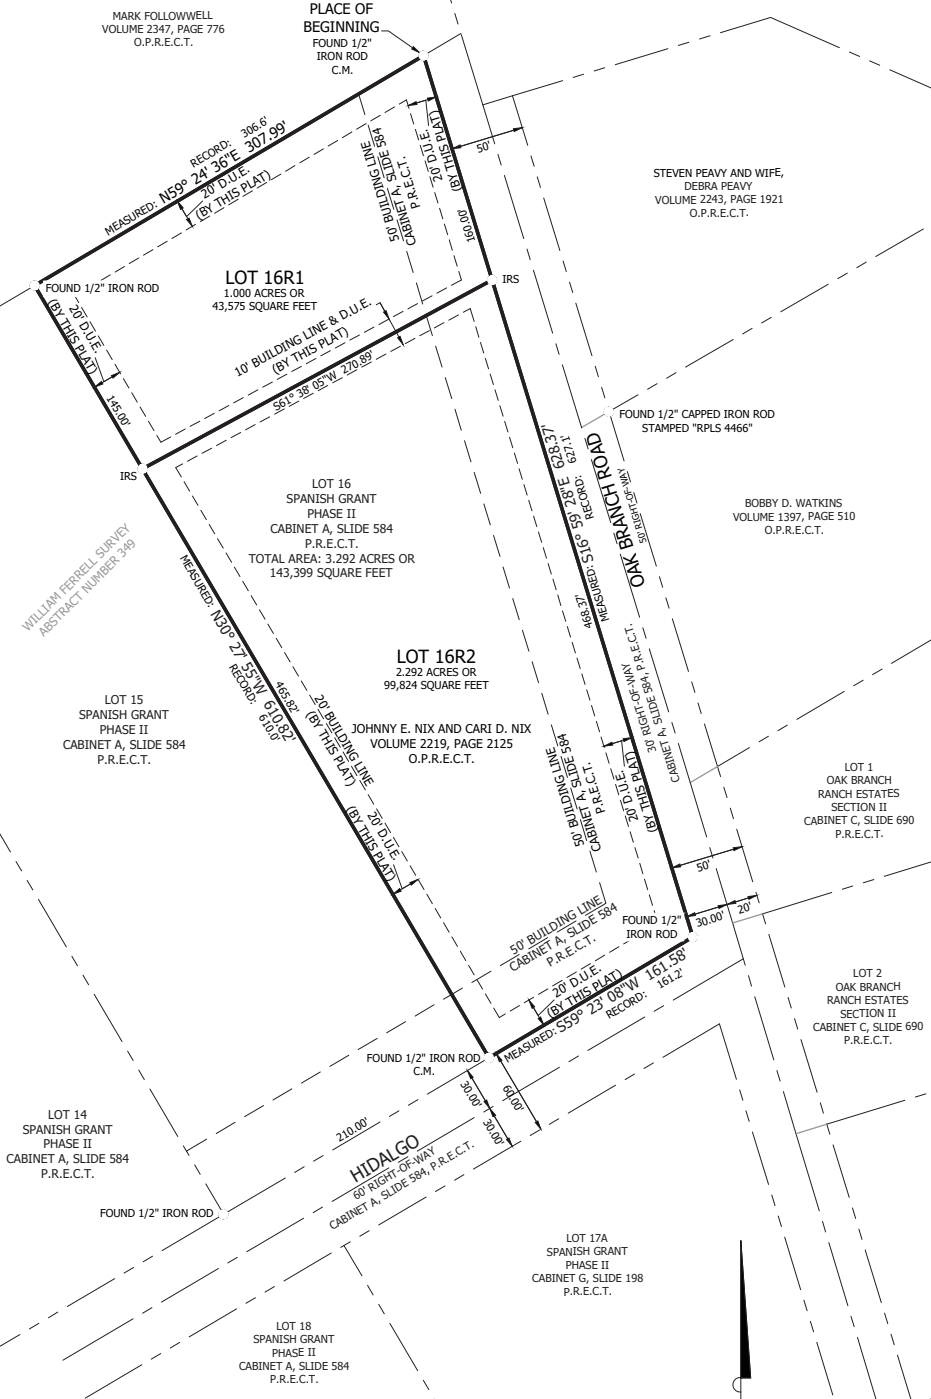 MARK FOLLOWWELL
VOLUME 2347, PAGE 776
O.P.R.E.C.T.
PLACE OF
BEGINNING
FOUND 1/2"
IRON ROD
C.M.
RECORD: 306.6'
MEASURED: N59° 24' 36"E 307.99'
20' D.U.E.
(BY THIS PLAT)
50' BUILDING LINE
CABINET A, SLIDE 584
P.R.E.C.T.
20' D.U.E.
(BY THIS PLAT)
160.00'
50'
STEVEN PEAVY AND WIFE,
DEBRA PEAVY
VOLUME 2243, PAGE 1921
O.P.R.E.C.T.
FOUND 1/2" IRON ROD
LOT 16R1
1.000 ACRES OR
43,575 SQUARE FEET
IRS
20' D.U.E.
(BY THIS PLAT)
145.00'
10' BUILDING LINE & D.U.E.
(BY THIS PLAT)
S61° 38' 05"W 270.89'
IRS
FOUND 1/2" CAPPED IRON ROD
STAMPED "RPLS 4466"
LOT 16
SPANISH GRANT
PHASE II
CABINET A, SLIDE 584
P.R.E.C.T.
TOTAL AREA: 3.292 ACRES OR
143,399 SQUARE FEET
468.37'
MEASURED: S16° 59' 28"E 628.37'
RECORD: 627.1'
OAK BRANCH ROAD
50' RIGHT-OF-WAY
BOBBY D. WATKINS
VOLUME 1397, PAGE 510
O.P.R.E.C.T.
WILLIAM FERRELL SURVEY
ABSTRACT NUMBER 349
MEASURED: N30° 27' 55"W 610.82'
RECORD: 610.0'
465.82'
LOT 16R2
2.292 ACRES OR
99,824 SQUARE FEET
30' RIGHT-OF-WAY
CABINET A, SLIDE 584, P.R.E.C.T.
LOT 15
SPANISH GRANT
PHASE II
CABINET A, SLIDE 584
P.R.E.C.T.
20' BUILDING LINE
(BY THIS PLAT)
JOHNNY E. NIX AND CARI D. NIX
VOLUME 2219, PAGE 2125
O.P.R.E.C.T.
50' BUILDING LINE
CABINET A, SLIDE 584
P.R.E.C.T.
20' D.U.E.
(BY THIS PLAT)
LOT 1
OAK BRANCH
RANCH ESTATES
SECTION II
CABINET C, SLIDE 690
P.R.E.C.T.
20' D.U.E.
(BY THIS PLAT)
50'
30.00'
20'
50' BUILDING LINE
CABINET A, SLIDE 584
P.R.E.C.T.
FOUND 1/2"
IRON ROD
20' D.U.E.
(BY THIS PLAT)
MEASURED: S59° 23' 08"W 161.58'
RECORD: 161.2'
LOT 2
OAK BRANCH
RANCH ESTATES
SECTION II
CABINET C, SLIDE 690
P.R.E.C.T.
FOUND 1/2" IRON ROD
C.M.
30.00'
60.00'
30.00'
210.00'
LOT 14
SPANISH GRANT
PHASE II
CABINET A, SLIDE 584
P.R.E.C.T.
HIDALGO
60' RIGHT-OF-WAY
CABINET A, SLIDE 584, P.R.E.C.T.
FOUND 1/2" IRON ROD
LOT 17A
SPANISH GRANT
PHASE II
CABINET G, SLIDE 198
P.R.E.C.T.
LOT 18
SPANISH GRANT
PHASE II
CABINET A, SLIDE 584
P.R.E.C.T.